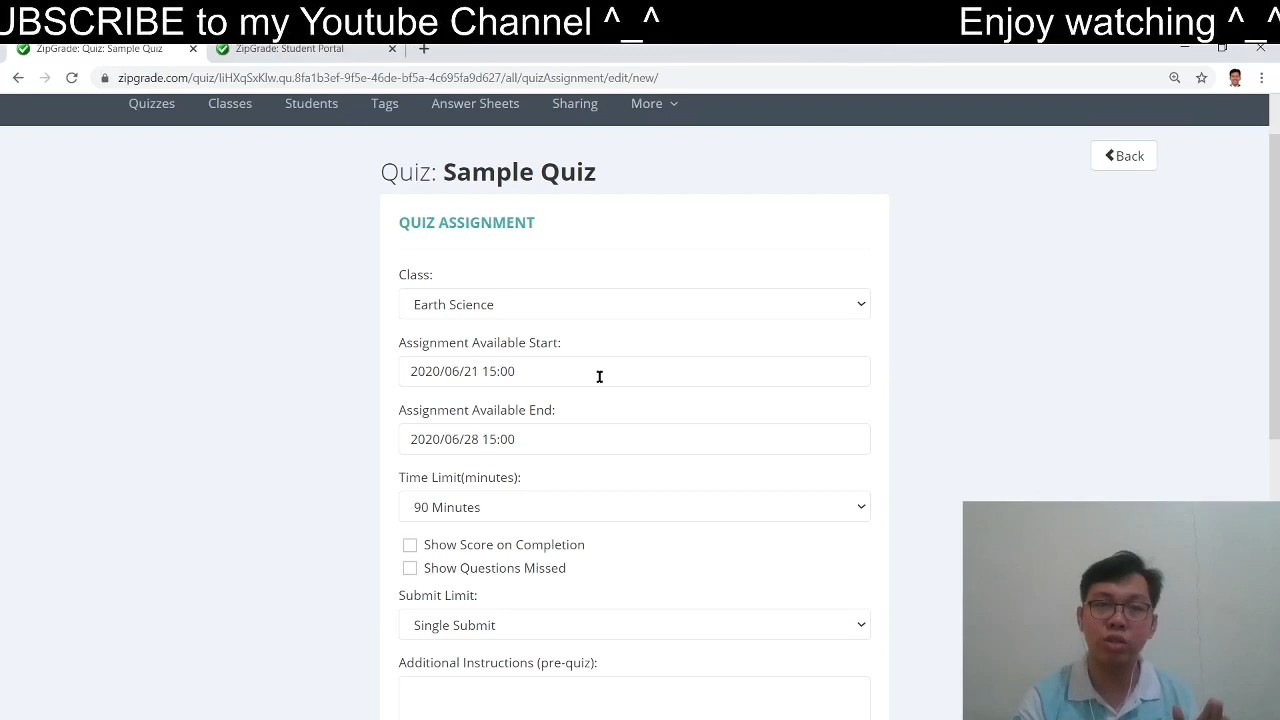 UBSCRIBE to my Youtube Channel ^_^ Enjoy watching ^_^
ZipGrade: Quiz: Sample Quiz ZipGrade: Student Portal
zipgrade.com/quiz/liHXqSxKlw.qu.8fa1b3ef-9f5e-46de-bf5a-4c695fa9d627/all/quizAssignment/edit/new/
Quizzes Classes Students Tags Answer Sheets Sharing More
Quiz: Sample Quiz
Back
QUIZ ASSIGNMENT
Class:
Earth Science
Assignment Available Start:
2020/06/21 15:00
Assignment Available End:
2020/06/28 15:00
Time Limit(minutes):
90 Minutes
Show Score on Completion
Show Questions Missed
Submit Limit:
Single Submit
Additional Instructions (pre-quiz):